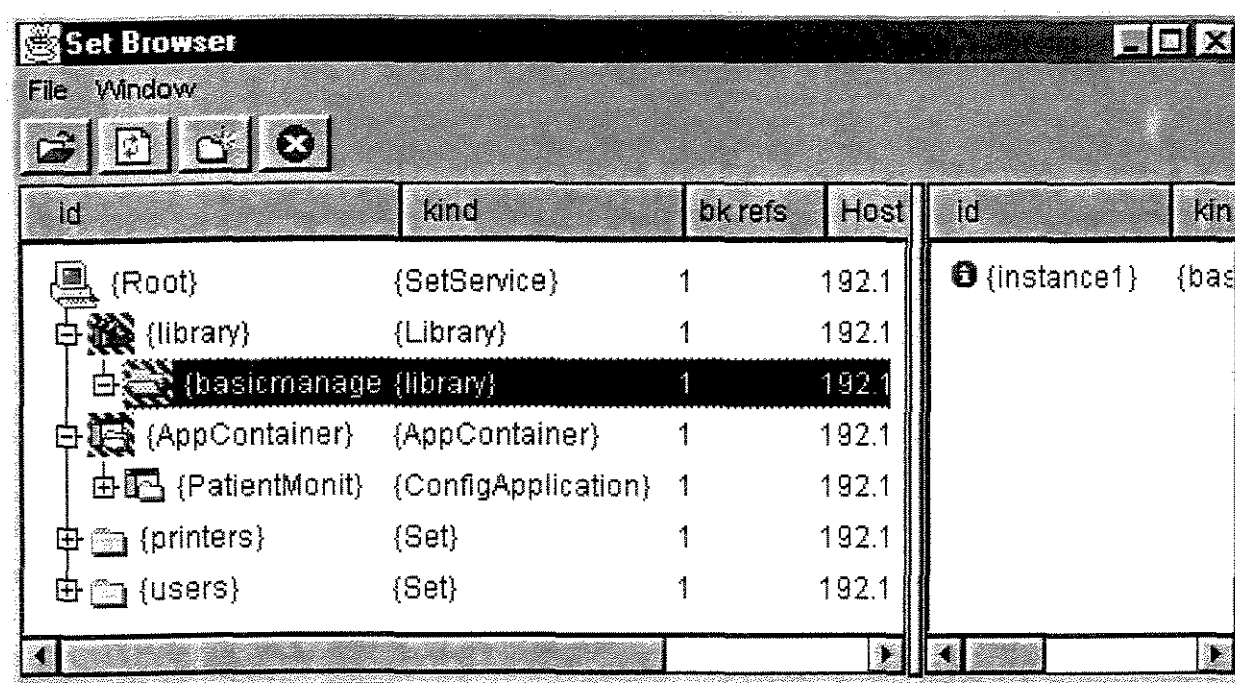 Set Browser
File Window
id kind bk refs Host id kin
{Root} {SetService} 1 192.1 {instance1} {bas
{library} {Library} 1 192.1
{basicmanage {library} 1 192.1
{AppContainer} {AppContainer} 1 192.1
{PatientMonit} {ConfigApplication} 1 192.1
{printers} {Set} 1 192.1
{users} {Set} 1 192.1